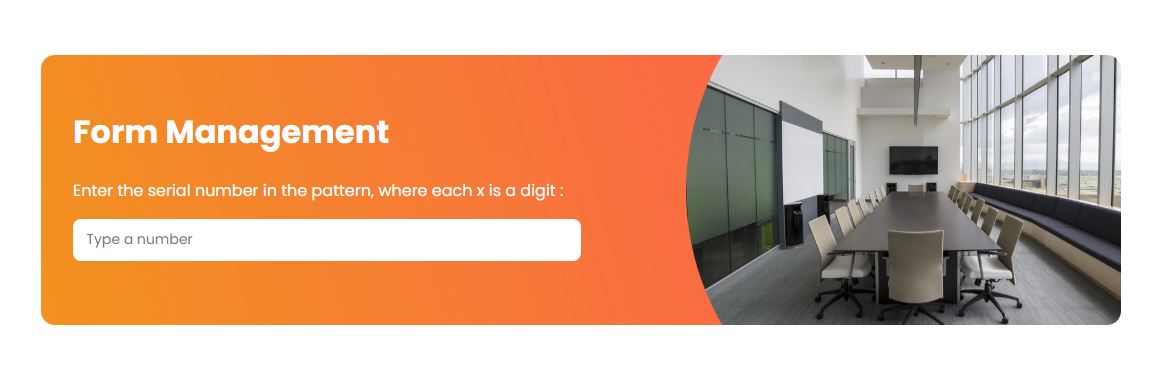 Form Management
Enter the serial number in the pattern, where each x is a digit :
Type a number